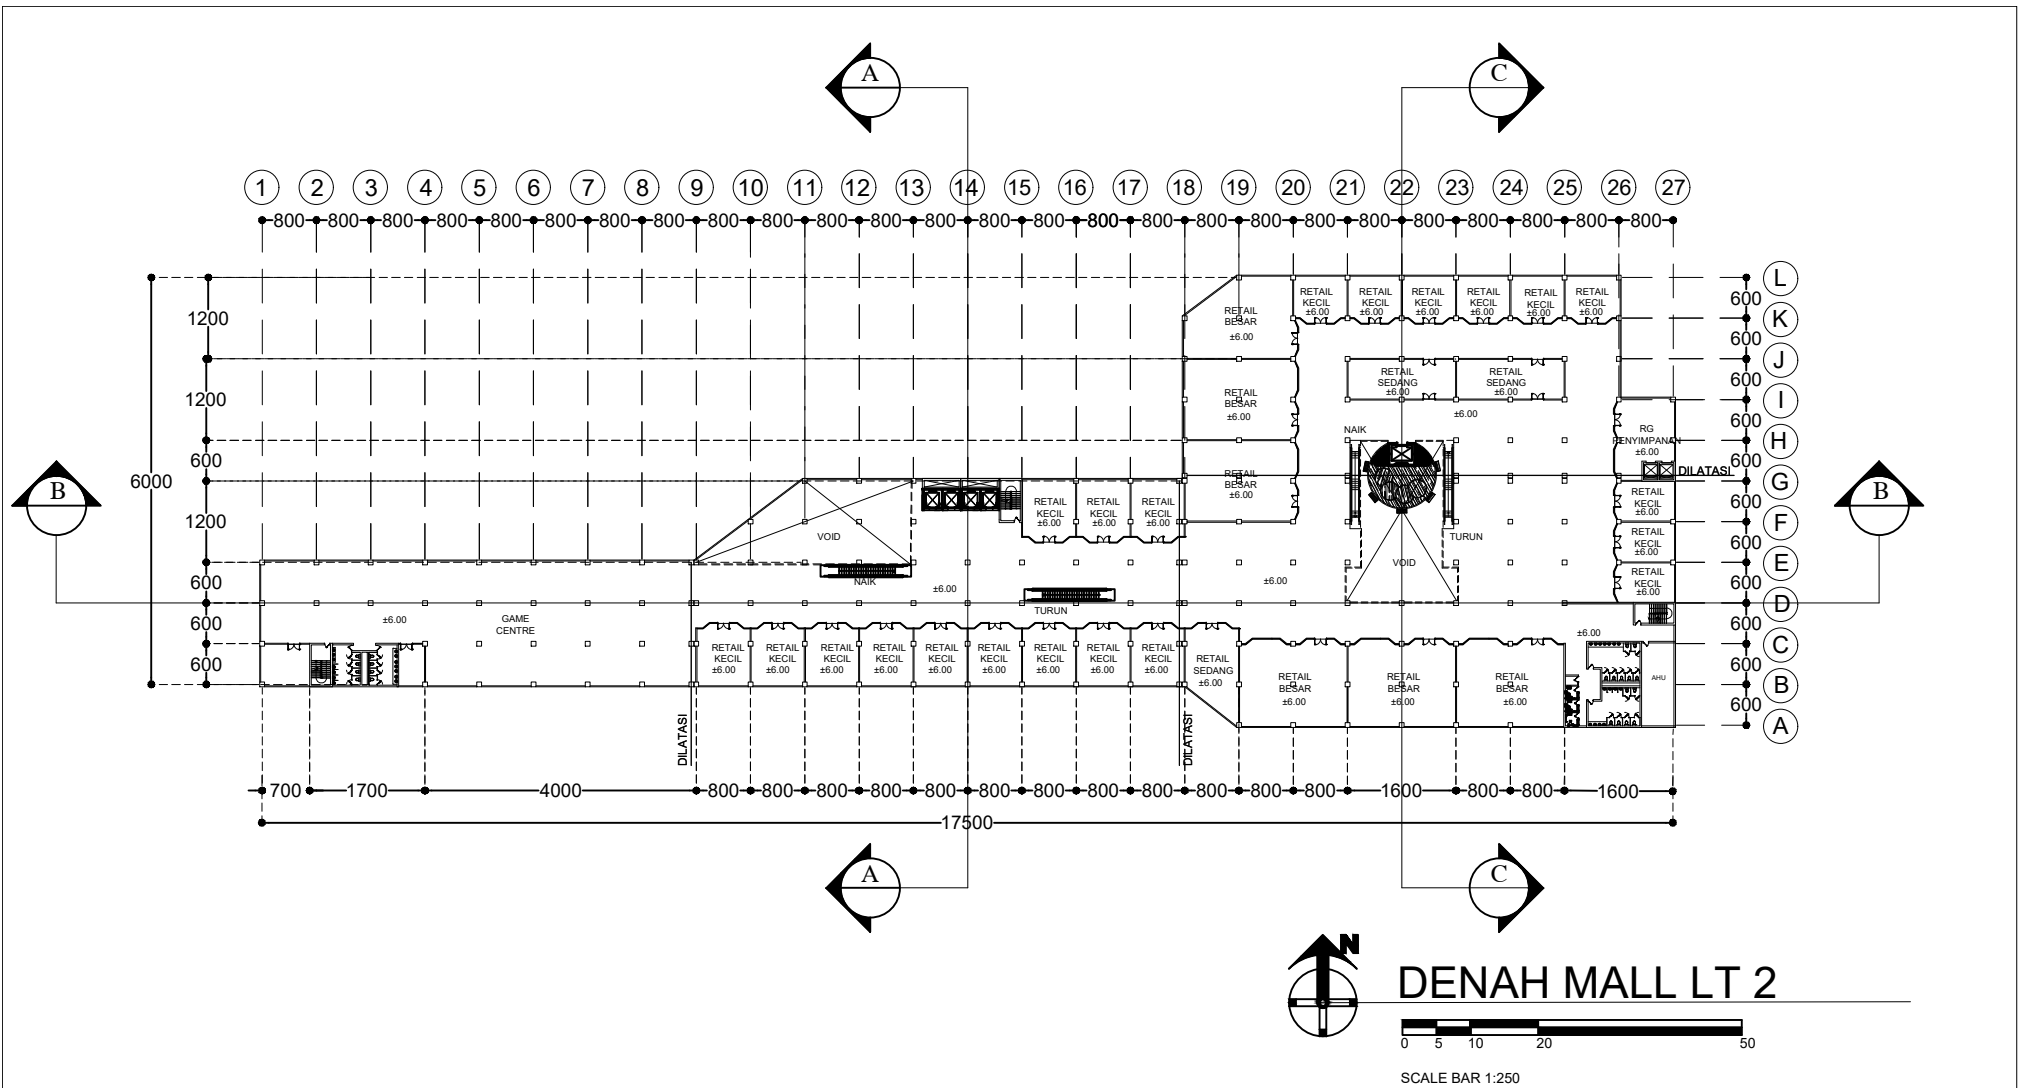 A
C
1 2 3 4 5 6 7 8 9 10 11 12 13 14 15 16 17 18 19 20 21 22 23 24 25 26 27
800 800 800 800 800 800 800 800 800 800 800 800 800 800 800 800 800 800 800 800 800 800 800 800 800 800
L
600
K
600
J
600
I
600
H
600
G
600
F
600
E
600
D
600
C
600
B
600
A
1200
1200
600
1200
600
600
600
6000
B
B
RETAIL
KECIL
±6.00
RETAIL
KECIL
±6.00
RETAIL
KECIL
±6.00
RETAIL
KECIL
±6.00
RETAIL
KECIL
±6.00
RETAIL
KECIL
±6.00
RETAIL
BESAR
±6.00
RETAIL
SEDANG
±6.00
RETAIL
SEDANG
±6.00
RETAIL
BESAR
±6.00
±6.00
NAIK
RG
PENYIMPANAN
±6.00
DILATASI
RETAIL
BESAR
±6.00
RETAIL
KECIL
±6.00
RETAIL
KECIL
±6.00
RETAIL
KECIL
±6.00
RETAIL
KECIL
±6.00
VOID
TURUN
RETAIL
KECIL
±6.00
VOID
NAIK
±6.00
±6.00
RETAIL
KECIL
±6.00
TURUN
±6.00
GAME
CENTRE
±6.00
RETAIL
KECIL
±6.00
RETAIL
KECIL
±6.00
RETAIL
KECIL
±6.00
RETAIL
KECIL
±6.00
RETAIL
KECIL
±6.00
RETAIL
KECIL
±6.00
RETAIL
KECIL
±6.00
RETAIL
KECIL
±6.00
RETAIL
KECIL
±6.00
RETAIL
SEDANG
±6.00
RETAIL
BESAR
±6.00
RETAIL
BESAR
±6.00
RETAIL
BESAR
±6.00
AHU
DILATASI
DILATASI
700 1700 4000 800 800 800 800 800 800 800 800 800 800 800 800 1600 800 800 1600
17500
A
C
N
DENAH MALL LT 2
0 5 10 20 50
SCALE BAR 1:250